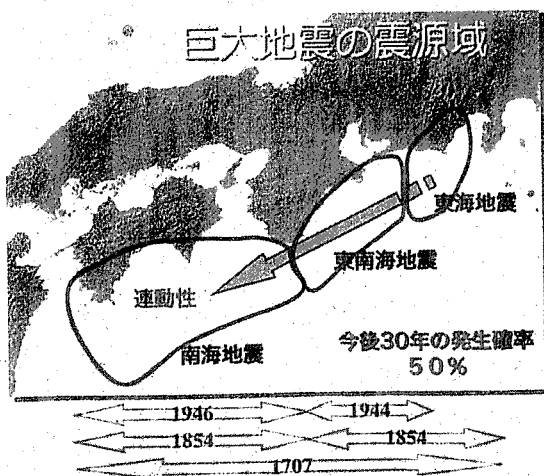 巨大地震の震源域
東海地震
東南海地震
連動性
南海地震
今後30年の発生確率
50%
1946
1944
1854
1854
1707